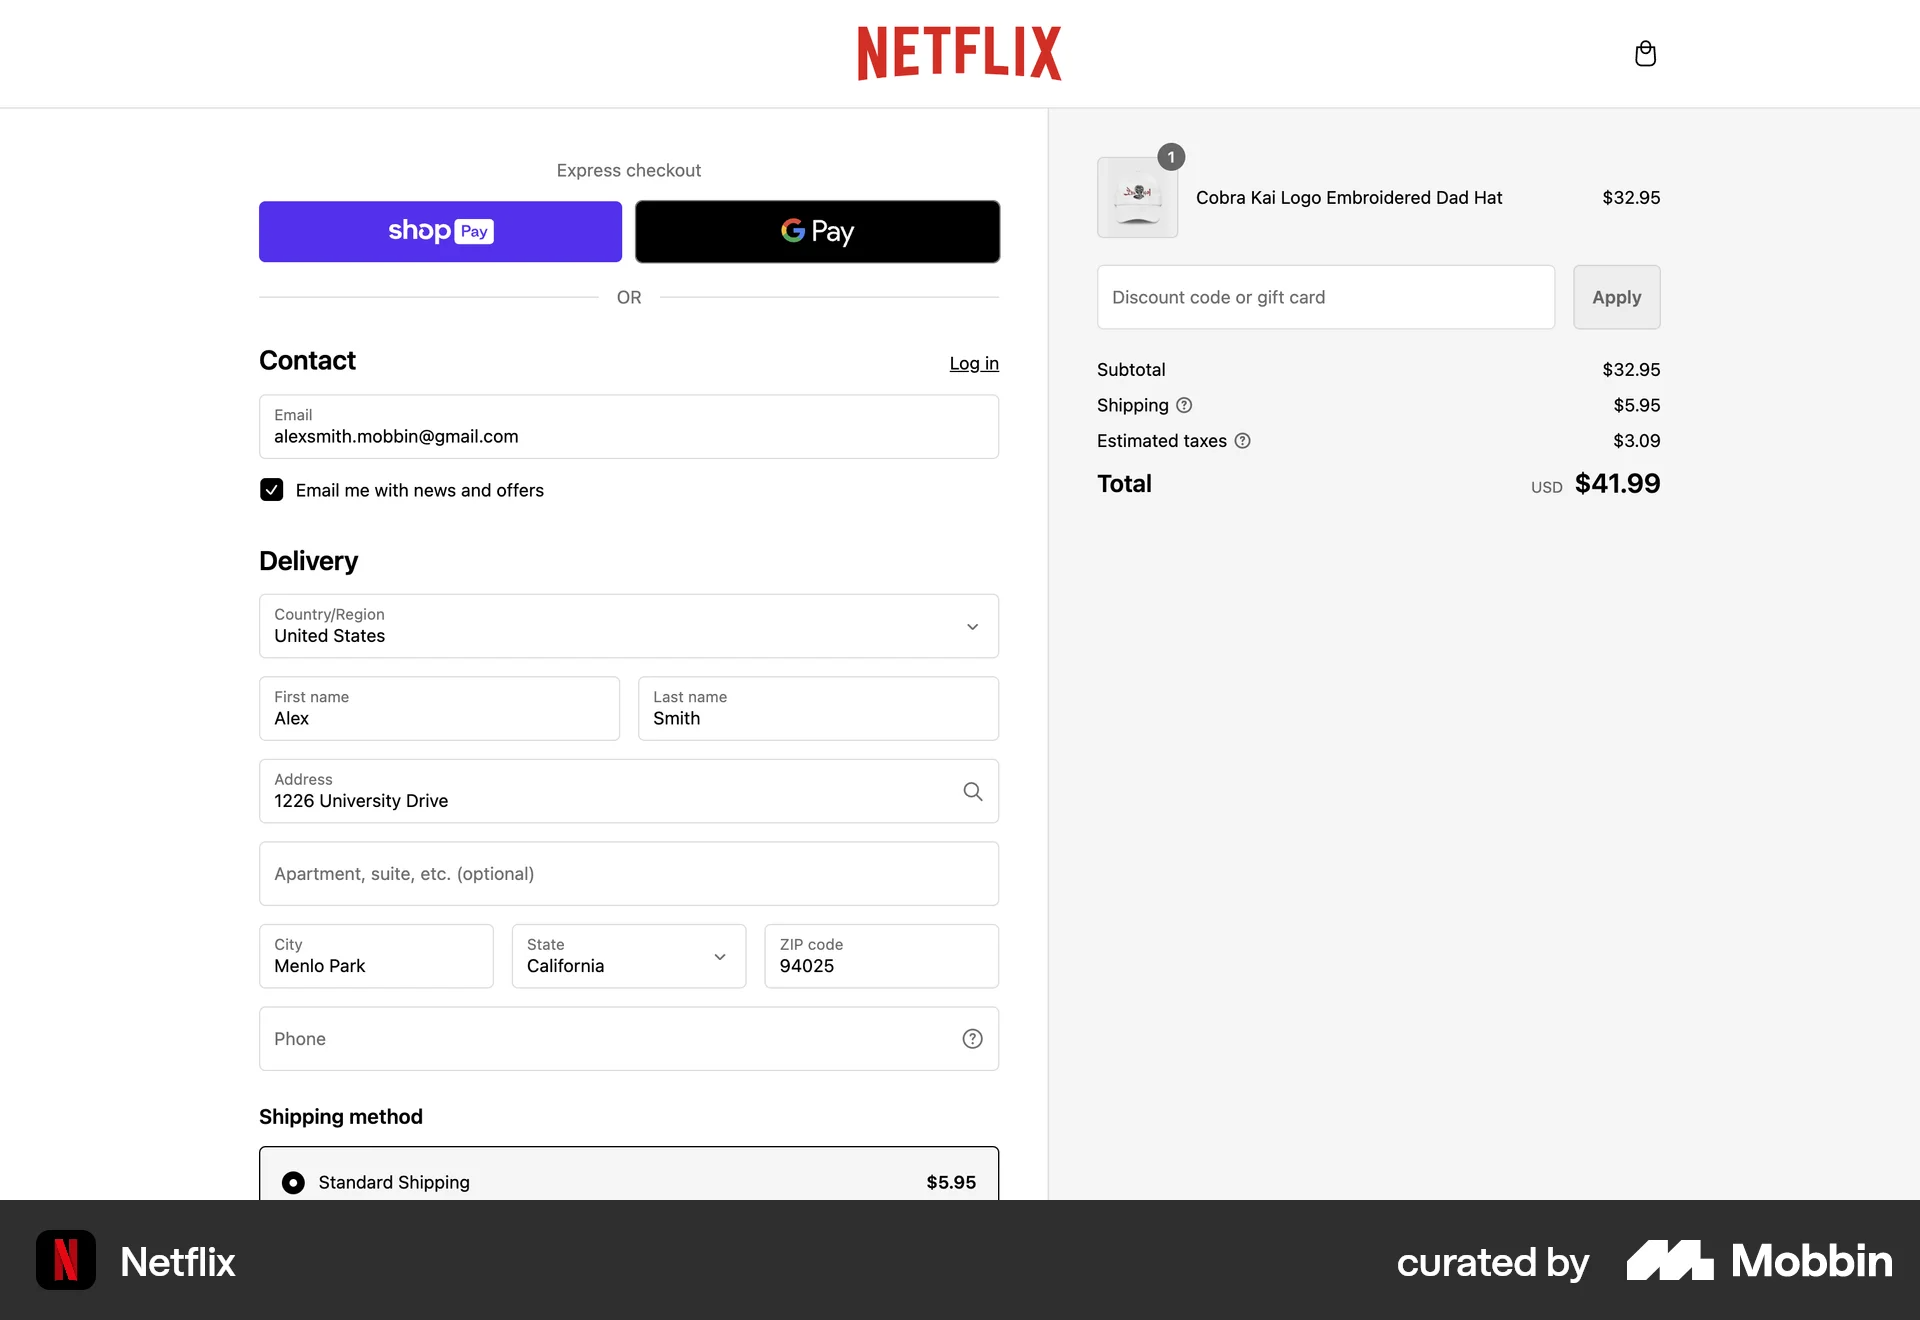 NETFLIX
Express checkout
shop Pay
G Pay
OR
Contact
Log in
Email
alexsmith.mobbin@gmail.com
Email me with news and offers
Delivery
Country/Region
United States
First name
Alex
Last name
Smith
Address
1226 University Drive
Apartment, suite, etc. (optional)
City
Menlo Park
State
California
ZIP code
94025
Phone
Shipping method
Standard Shipping $5.95
1
Cobra Kai Logo Embroidered Dad Hat $32.95
Discount code or gift card
Apply
Subtotal $32.95
Shipping $5.95
Estimated taxes $3.09
Total USD $41.99
N Netflix
curated by Mobbin